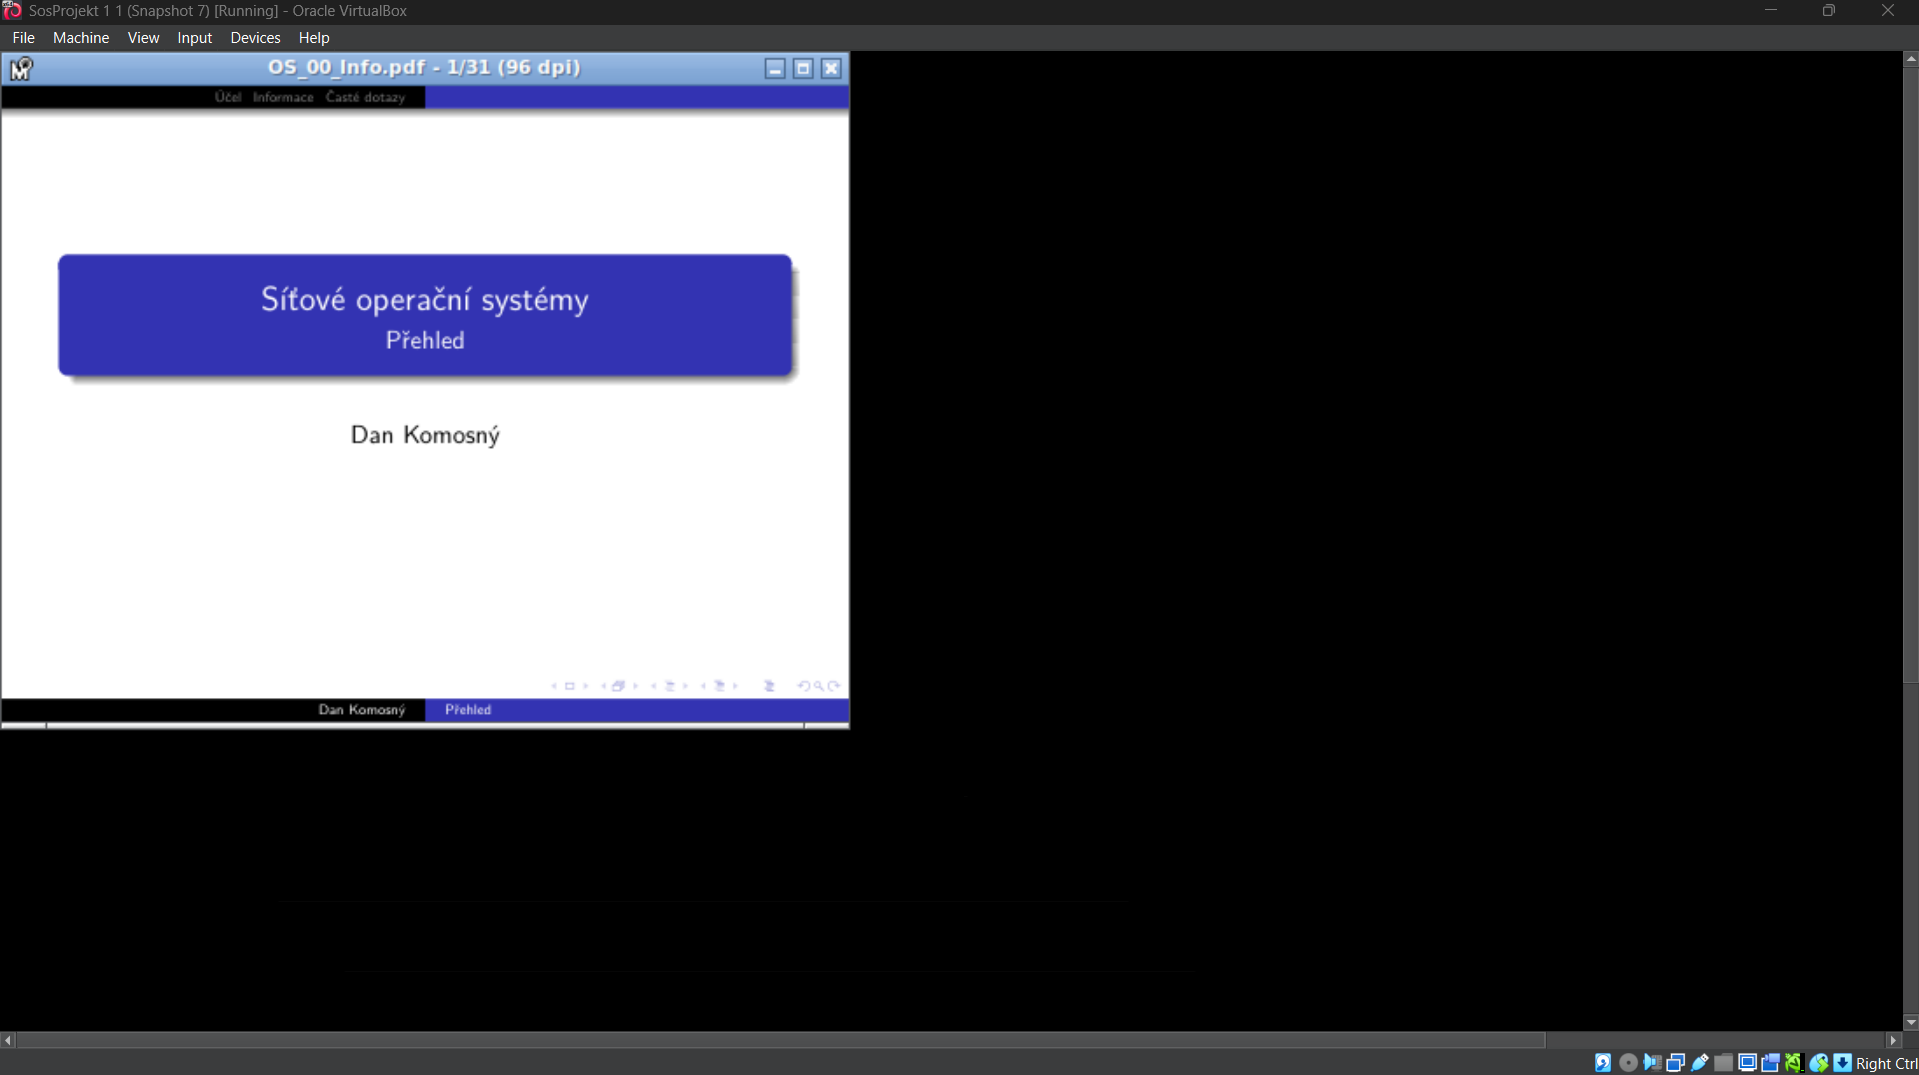 SosProjekt 1 1 (Snapshot 7) [Running] - Oracle VirtualBox
File Machine View Input Devices Help
OS_00_Info.pdf - 1/31 (96 dpi)
Účel Informace Časté dotazy
Síťové operační systémy
Přehled
Dan Komosný
Dan Komosný Přehled
Right Ctrl